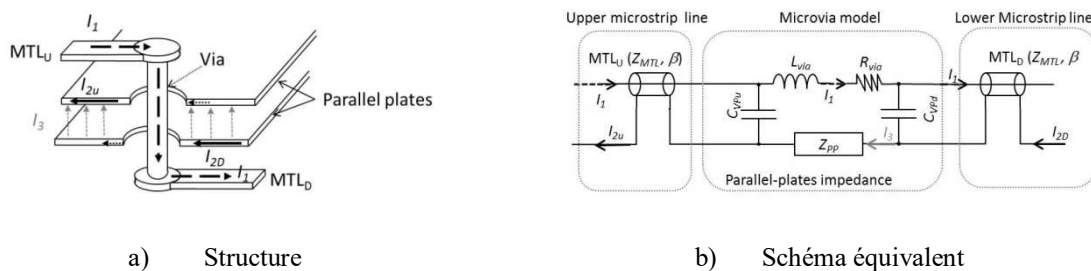 I1
MTLU
Via
I2u
Parallel plates
I3
I2D
I1
MTLD
a) Structure
Upper microstrip line
Microvia model
Lower Microstrip line
MTLU (ZMTL, β)
Lvia
Rvia
MTLD (ZMTL, β
I1
I1
I1
CVPu
CVPd
I2u
Zpp
I3
I2D
Parallel-plates impedance
b) Schéma équivalent